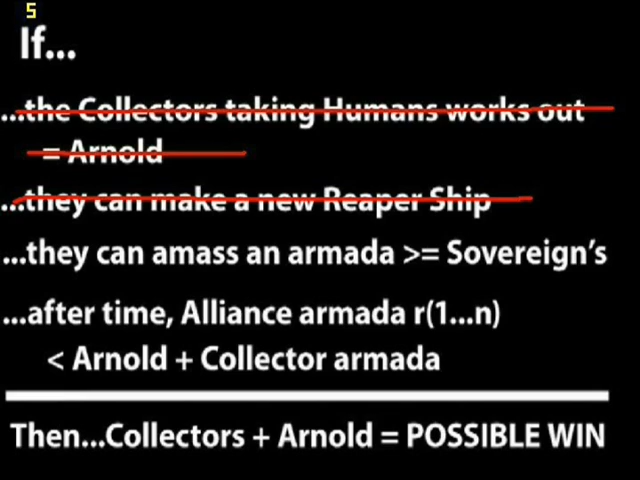 5
If...
...the Collectors taking Humans works out
= Arnold
...they can make a new Reaper Ship
...they can amass an armada >= Sovereign's
...after time, Alliance armada r(1...n)
< Arnold + Collector armada
Then...Collectors + Arnold = POSSIBLE WIN